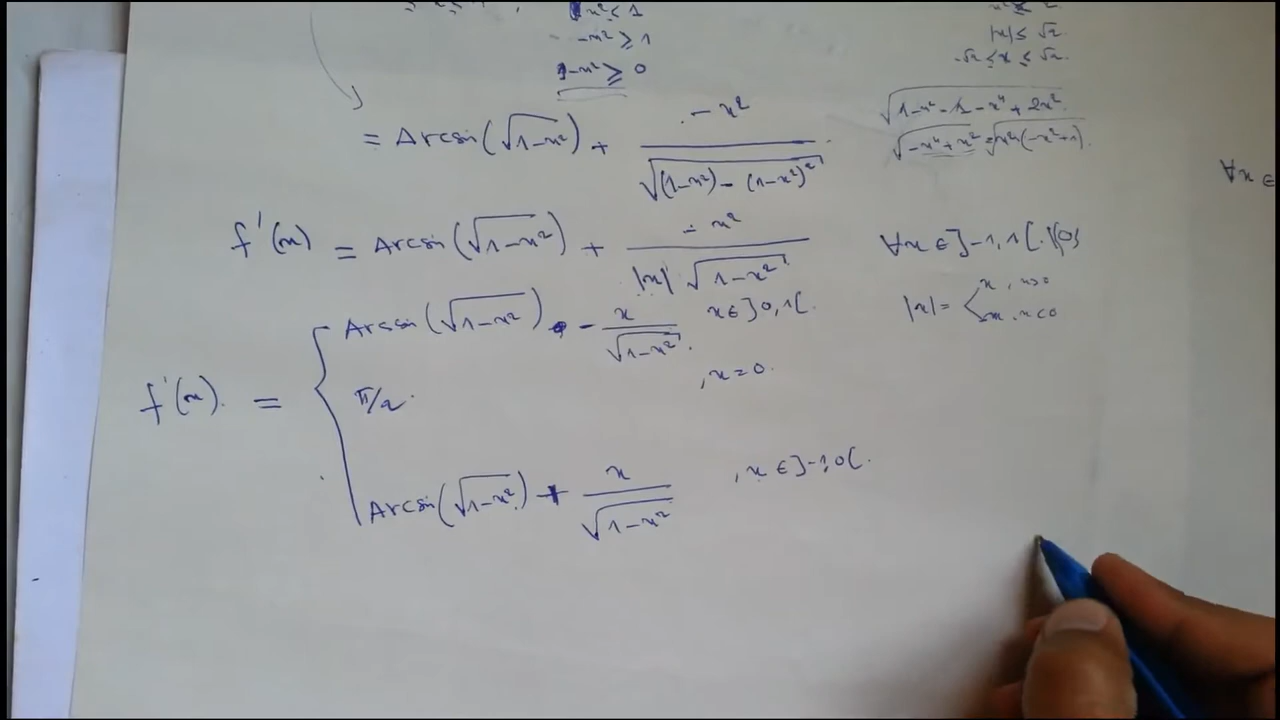 x² < 1
-x² ≥ 1
1-x² ≥ 0
|x| ≤ √2
-√2 ≤ x ≤ √2
= Arcsin(√1-x²) + -x² / √(1-x²) - (1-x²)²
√1-x²-1-x⁴+2x²
√-x⁴+x² = √x²(-x²+1)
∀x ∈
f'(x) = Arcsin(√1-x²) + -x² / |x| √1-x² ∀x ∈ ]-1,1[ \{0}
|x| = x, x>0
-x, x<0
f'(x) = { Arcsin(√1-x²) - x / √1-x² x ∈ ]0,1[
π/2 , x=0
Arcsin(√1-x²) + x / √1-x² , x ∈ ]-1,0[